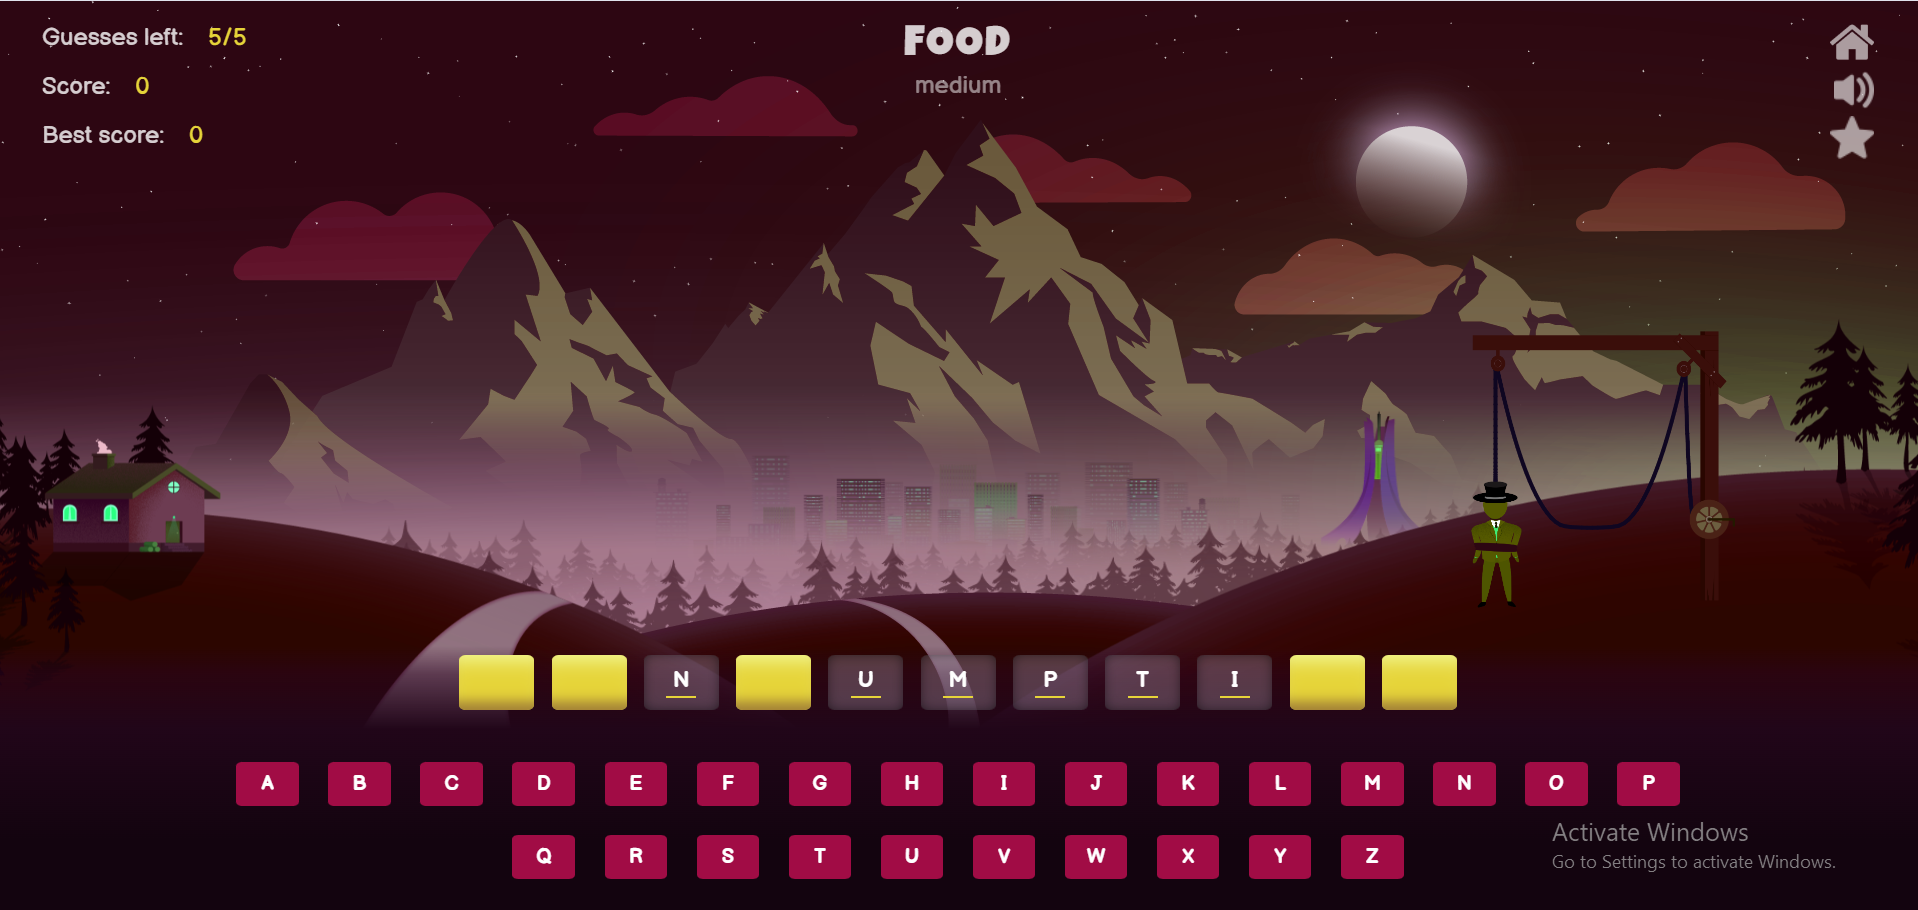 Guesses left: 5/5
Score: 0
Best score: 0
FOOD
medium
N U M P T I
A B C D E F G H I J K L M N O P
Q R S T U V W X Y Z
Activate Windows
Go to Settings to activate Windows.